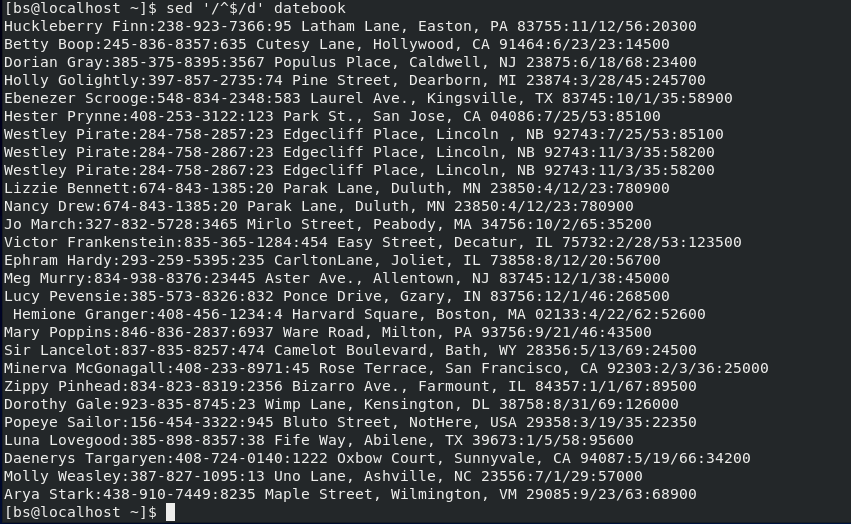 [bs@localhost ~]$ sed '/^$/d' datebook
Huckleberry Finn:238-923-7366:95 Latham Lane, Easton, PA 83755:11/12/56:20300
Betty Boop:245-836-8357:635 Cutesy Lane, Hollywood, CA 91464:6/23/23:14500
Dorian Gray:385-375-8395:3567 Populus Place, Caldwell, NJ 23875:6/18/68:23400
Holly Golightly:397-857-2735:74 Pine Street, Dearborn, MI 23874:3/28/45:245700
Ebenezer Scrooge:548-834-2348:583 Laurel Ave., Kingsville, TX 83745:10/1/35:58900
Hester Prynne:408-253-3122:123 Park St., San Jose, CA 04086:7/25/53:85100
Westley Pirate:284-758-2857:23 Edgecliff Place, Lincoln , NB 92743:7/25/53:85100
Westley Pirate:284-758-2867:23 Edgecliff Place, Lincoln, NB 92743:11/3/35:58200
Westley Pirate:284-758-2867:23 Edgecliff Place, Lincoln, NB 92743:11/3/35:58200
Lizzie Bennett:674-843-1385:20 Parak Lane, Duluth, MN 23850:4/12/23:780900
Nancy Drew:674-843-1385:20 Parak Lane, Duluth, MN 23850:4/12/23:780900
Jo March:327-832-5728:3465 Mirlo Street, Peabody, MA 34756:10/2/65:35200
Victor Frankenstein:835-365-1284:454 Easy Street, Decatur, IL 75732:2/28/53:123500
Ephram Hardy:293-259-5395:235 CarltonLane, Joliet, IL 73858:8/12/20:56700
Meg Murry:834-938-8376:23445 Aster Ave., Allentown, NJ 83745:12/1/38:45000
Lucy Pevensie:385-573-8326:832 Ponce Drive, Gzary, IN 83756:12/1/46:268500
 Hemione Granger:408-456-1234:4 Harvard Square, Boston, MA 02133:4/22/62:52600
Mary Poppins:846-836-2837:6937 Ware Road, Milton, PA 93756:9/21/46:43500
Sir Lancelot:837-835-8257:474 Camelot Boulevard, Bath, WY 28356:5/13/69:24500
Minerva McGonagall:408-233-8971:45 Rose Terrace, San Francisco, CA 92303:2/3/36:25000
Zippy Pinhead:834-823-8319:2356 Bizarro Ave., Farmount, IL 84357:1/1/67:89500
Dorothy Gale:923-835-8745:23 Wimp Lane, Kensington, DL 38758:8/31/69:126000
Popeye Sailor:156-454-3322:945 Bluto Street, NotHere, USA 29358:3/19/35:22350
Luna Lovegood:385-898-8357:38 Fife Way, Abilene, TX 39673:1/5/58:95600
Daenerys Targaryen:408-724-0140:1222 Oxbow Court, Sunnyvale, CA 94087:5/19/66:34200
Molly Weasley:387-827-1095:13 Uno Lane, Ashville, NC 23556:7/1/29:57000
Arya Stark:438-910-7449:8235 Maple Street, Wilmington, VM 29085:9/23/63:68900
[bs@localhost ~]$